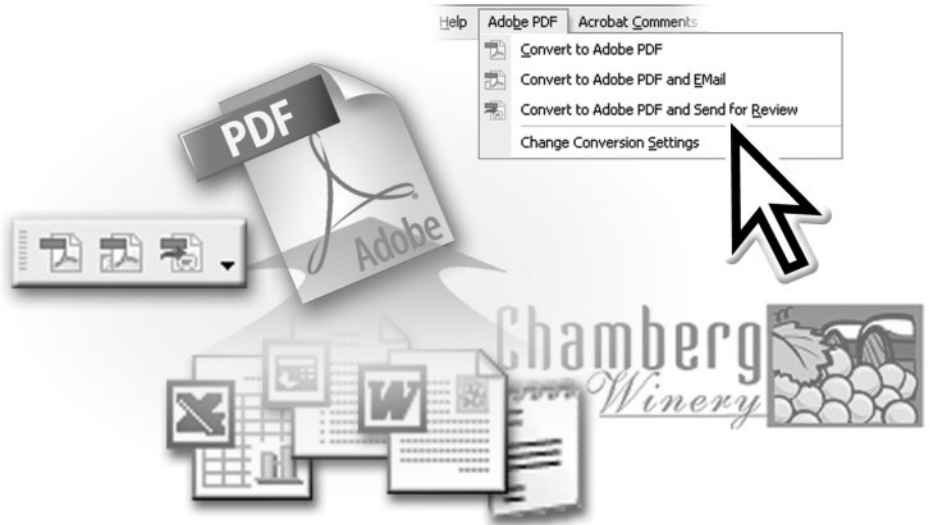 Help Adobe PDF Acrobat Comments
Convert to Adobe PDF
Convert to Adobe PDF and EMail
Convert to Adobe PDF and Send for Review
Change Conversion Settings
PDF
Adobe
Chamberg
Winery
X
W